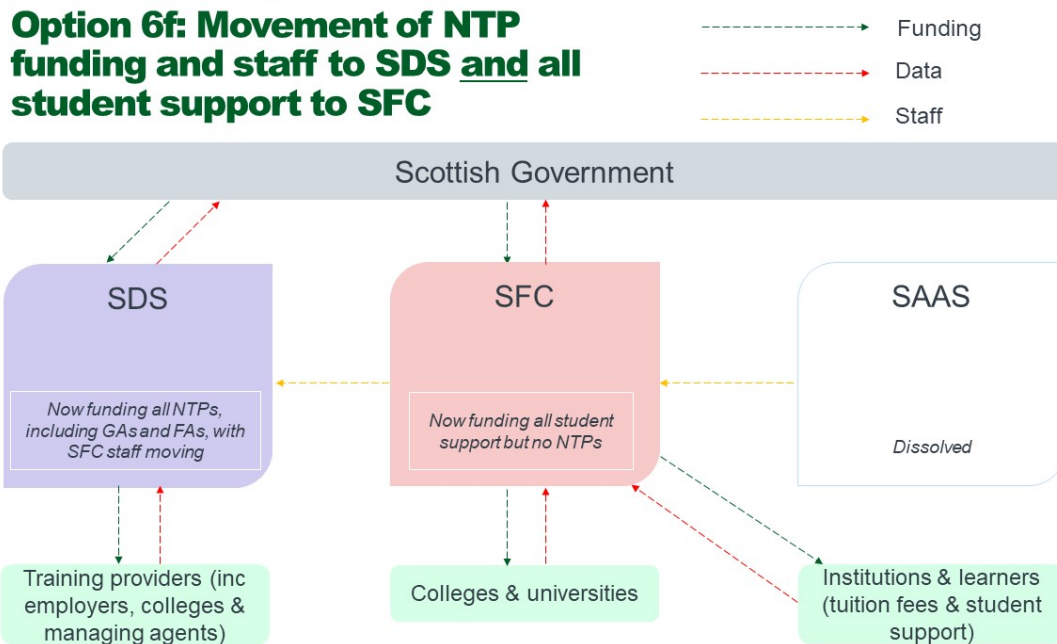 Option 6f: Movement of NTP
funding and staff to SDS and all
student support to SFC
Funding
Data
Staff
Scottish Government
SDS
SFC
SAAS
Now funding all NTPs,
including GAs and FAs, with
SFC staff moving
Now funding all student
support but no NTPs
Dissolved
Training providers (inc
employers, colleges &
managing agents)
Colleges & universities
Institutions & learners
(tuition fees & student
support)